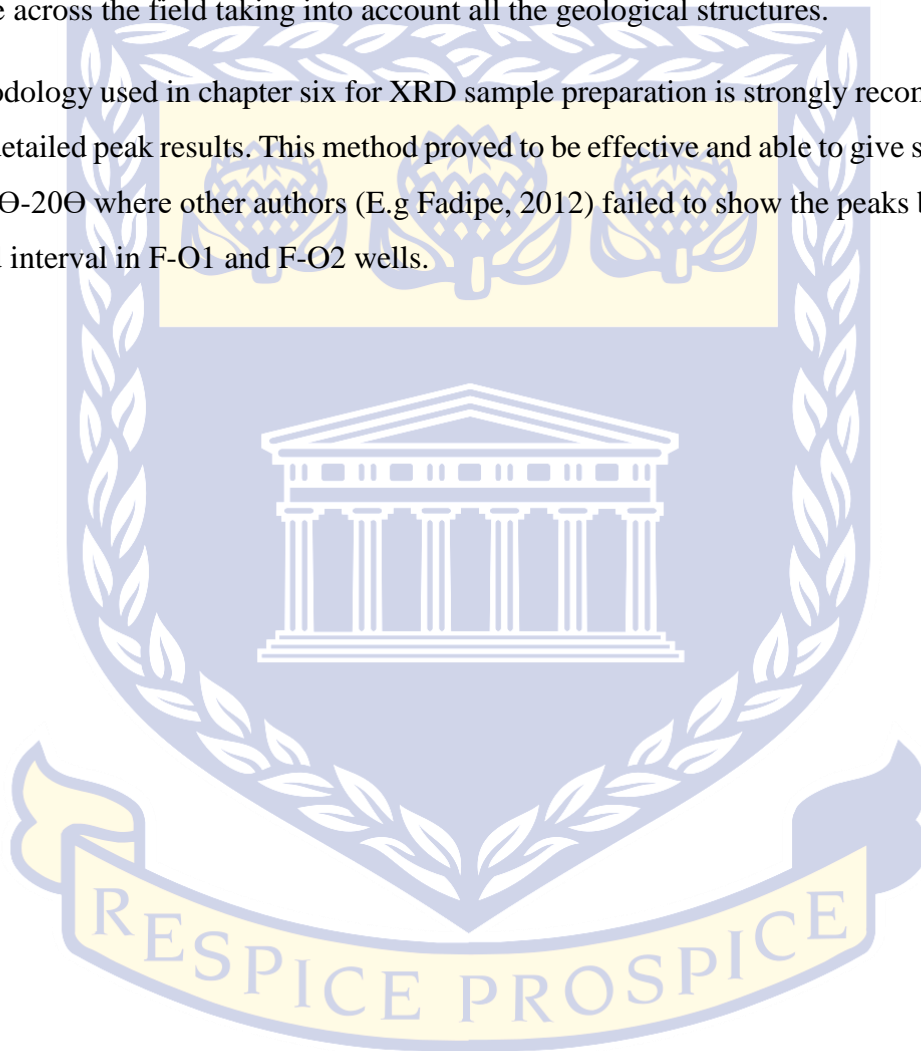 e across the field taking into account all the geological structures.
odology used in chapter six for XRD sample preparation is strongly recon
detailed peak results. This method proved to be effective and able to give s
Ө-20Ө where other authors (E.g Fadipe, 2012) failed to show the peaks b
interval in F-O1 and F-O2 wells.
RESPICE PROSPICE